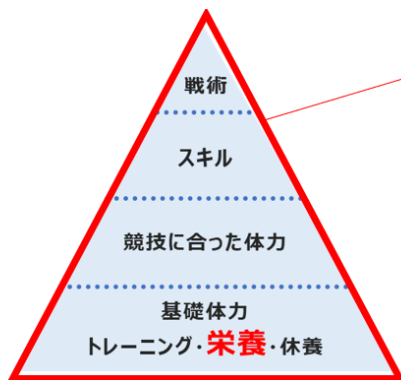 戦術
スキル
競技に合った体力
基礎体力
トレーニング・栄養・休養